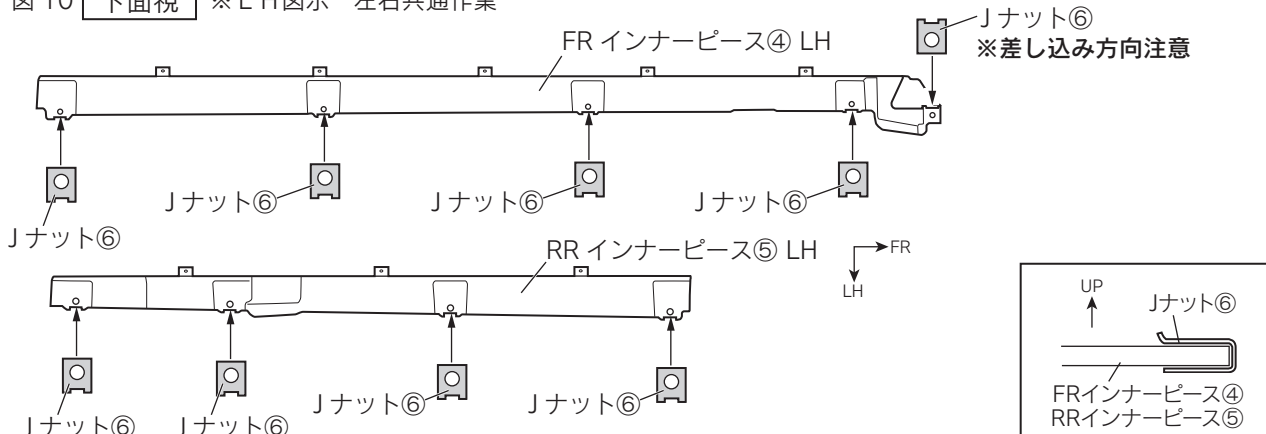 図 10 下面視 ※LH図示 左右共通作業
Jナット⑥
※差し込み方向注意
FR インナーピース④ LH
Jナット⑥
Jナット⑥
Jナット⑥
Jナット⑥
RR インナーピース⑤ LH
FR
LH
UP
Jナット⑥
FRインナーピース④
RRインナーピース⑤
Jナット⑥
Jナット⑥
Jナット⑥
Jナット⑥